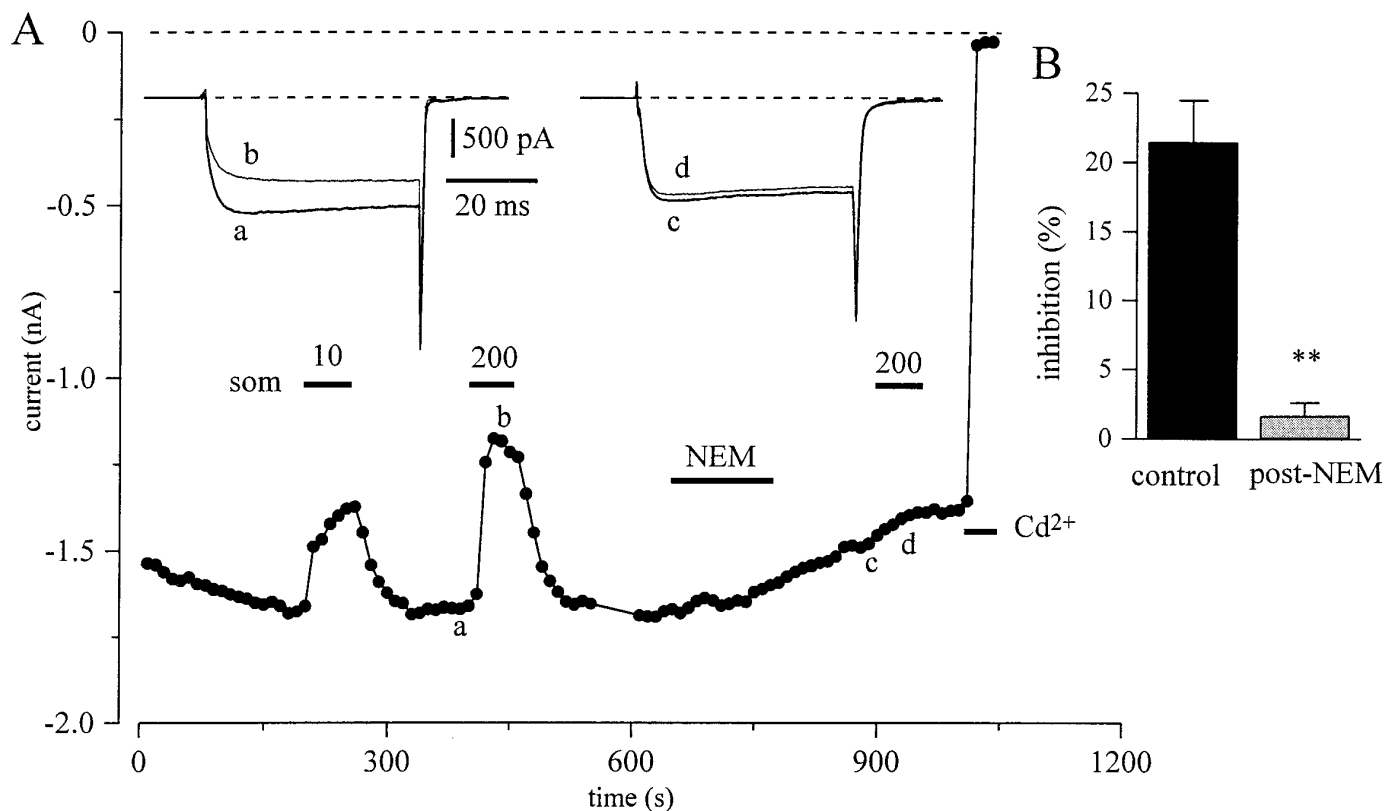 A
0
-0.5
-1.0
-1.5
-2.0
current (nA)
b
a
500 pA
20 ms
d
c
som
10
200
b
a
NEM
200
c
d
Cd²⁺
0
300
600
900
1200
time (s)
B
25
20
15
10
5
0
inhibition (%)
**
control
post-NEM